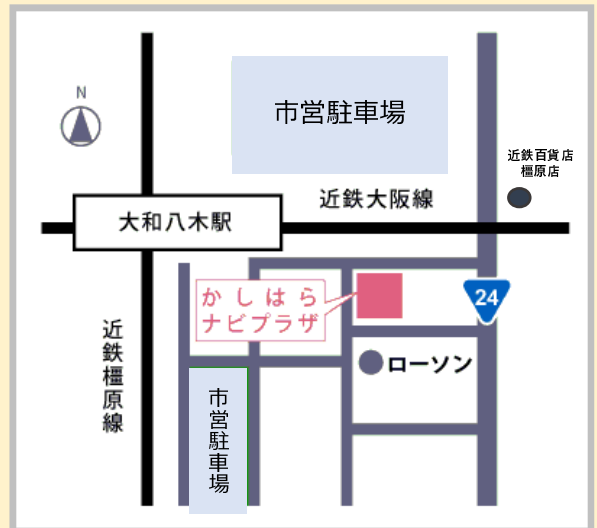 N
市営駐車場
近鉄百貨店
橿原店
近鉄大阪線
大和八木駅
かしはら
ナビプラザ
24
近鉄橿原線
ローソン
市営駐車場